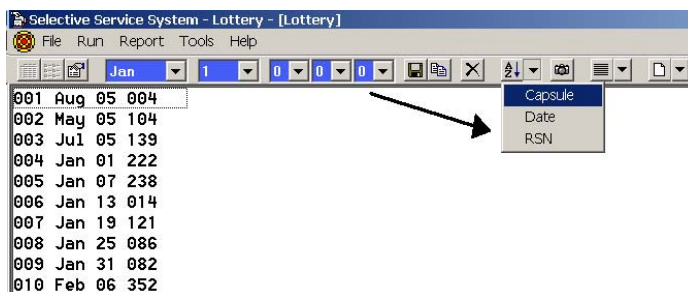 Selective Service System - Lottery - [Lottery]
File Run Report Tools Help
Jan 1 0 0 0
Capsule
Date
RSN
001 Aug 05 004
002 May 05 104
003 Jul 05 139
004 Jan 01 222
005 Jan 07 238
006 Jan 13 014
007 Jan 19 121
008 Jan 25 086
009 Jan 31 082
010 Feb 06 352